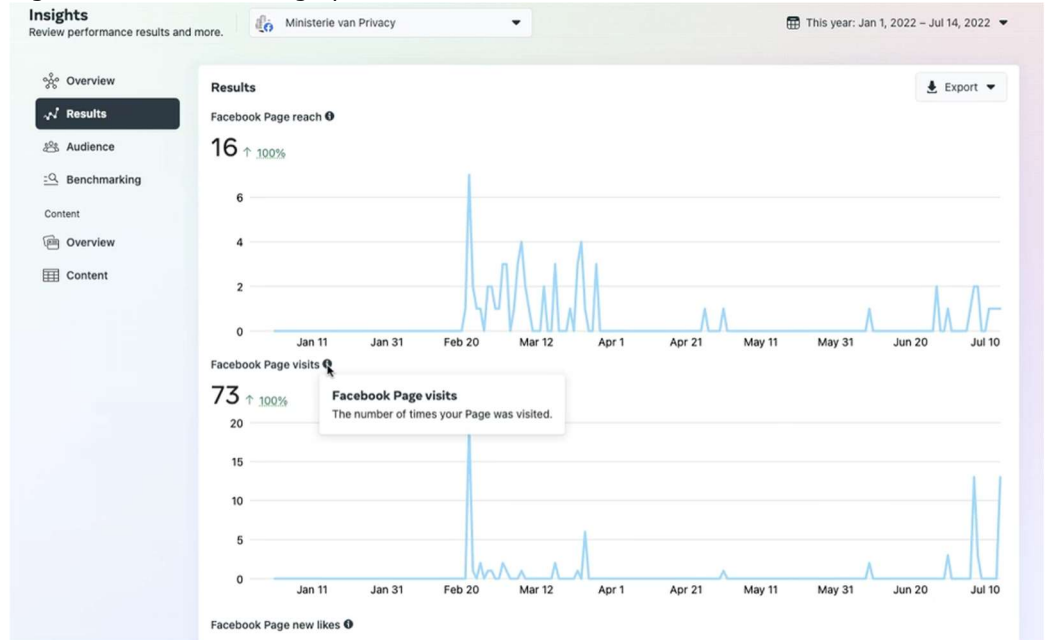 Insights
Review performance results and more.
Ministerie van Privacy
This year: Jan 1, 2022 – Jul 14, 2022
Overview
Results
Audience
Benchmarking
Content
Overview
Content
Results
Export
Facebook Page reach
16 ↑ 100%
6
4
2
0
Jan 11 Jan 31 Feb 20 Mar 12 Apr 1 Apr 21 May 11 May 31 Jun 20 Jul 10
Facebook Page visits
73 ↑ 100%
Facebook Page visits
The number of times your Page was visited.
20
15
10
5
0
Jan 11 Jan 31 Feb 20 Mar 12 Apr 1 Apr 21 May 11 May 31 Jun 20 Jul 10
Facebook Page new likes